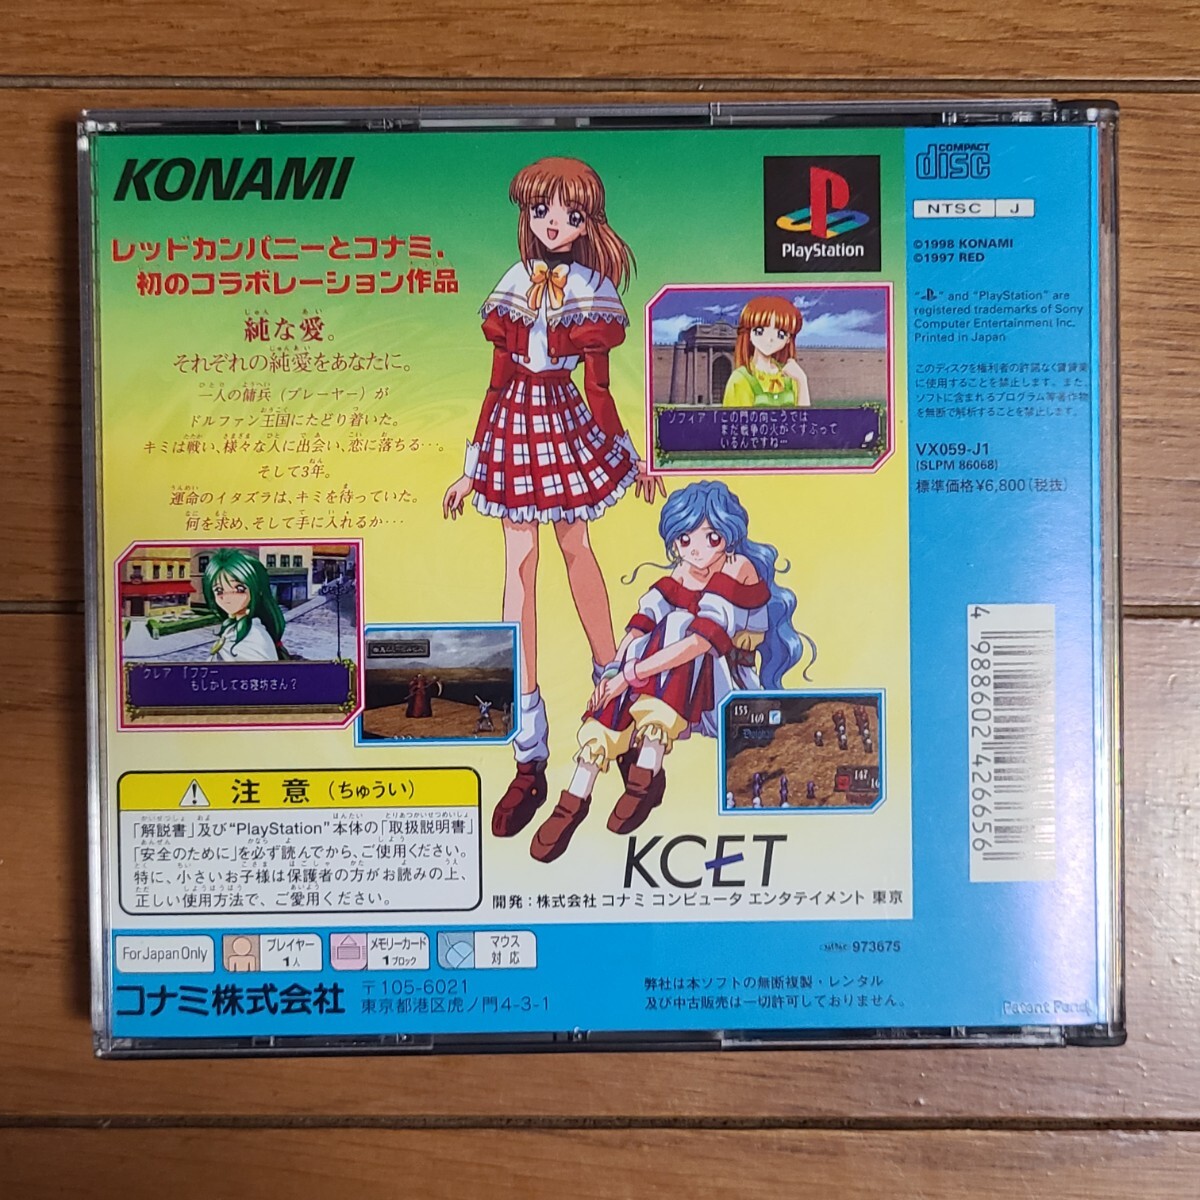 KONAMI
レッドカンパニーとコナミ.
初のコラボレーション作品
純な愛。
それぞれの純愛をあなたに。
一人の傭兵（プレーヤー）が
ドルファン王国にたどり着いた。
キミは戦い、様々な人に出会い、恋に落ちる…。
そして3年。
運命のイタズラは、キミを待っていた。
何を求め、そして手に入れるか…
PlayStation
ソフィア「この門の向こうでは
まだ戦争の火がくすぶって
いるんですね…
クレア「フフー
もしかしてお寝坊さん?
153
169
147
16
注意（ちゅうい）
「解説書」及び“PlayStation”本体の「取扱説明書」
「安全のために」を必ず読んでから、ご使用ください。
特に、小さいお子様は保護者の方がお読みの上、
正しい使用方法で、ご愛用ください。
KCET
開発：株式会社 コナミ コンピュータ エンタテイメント 東京
For Japan Only
プレイヤー
1人
メモリーカード
1ブロック
マウス
対応
973675
コナミ株式会社
〒105-6021
東京都港区虎ノ門4-3-1
弊社は本ソフトの無断複製・レンタル
及び中古販売は一切許可しておりません。
Patent Pend.
COMPACT
disc
NTSC J
©1998 KONAMI
©1997 RED
“ ” and “PlayStation” are
registered trademarks of Sony
Computer Entertainment Inc.
Printed in Japan
このディスクを権利者の許諾なく賃貸業
に使用することを禁止します。また、
ソフトに含まれるプログラム等著作物
を無断で解析することも禁止します。
VX059-J1
(SLPM 86068)
標準価格¥6,800(税抜)
4 988602 426656